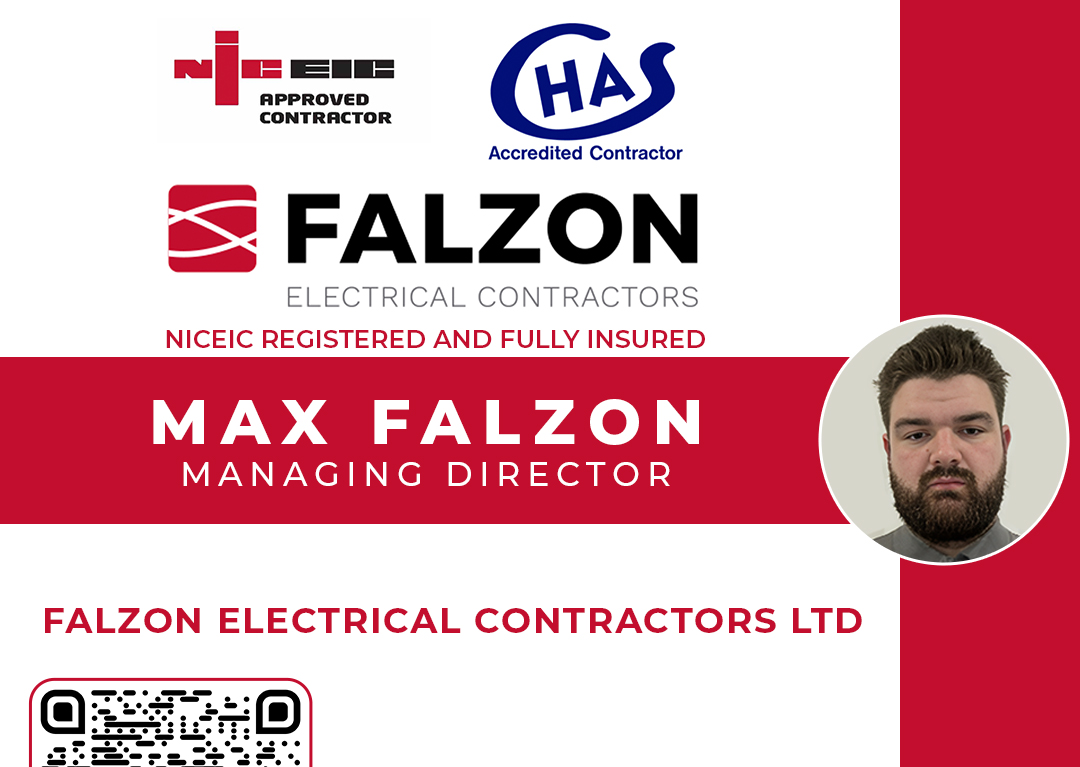 NICEIC
APPROVED
CONTRACTOR
CHAS
Accredited Contractor
FALZON
ELECTRICAL CONTRACTORS
NICEIC REGISTERED AND FULLY INSURED
MAX FALZON
MANAGING DIRECTOR
FALZON ELECTRICAL CONTRACTORS LTD